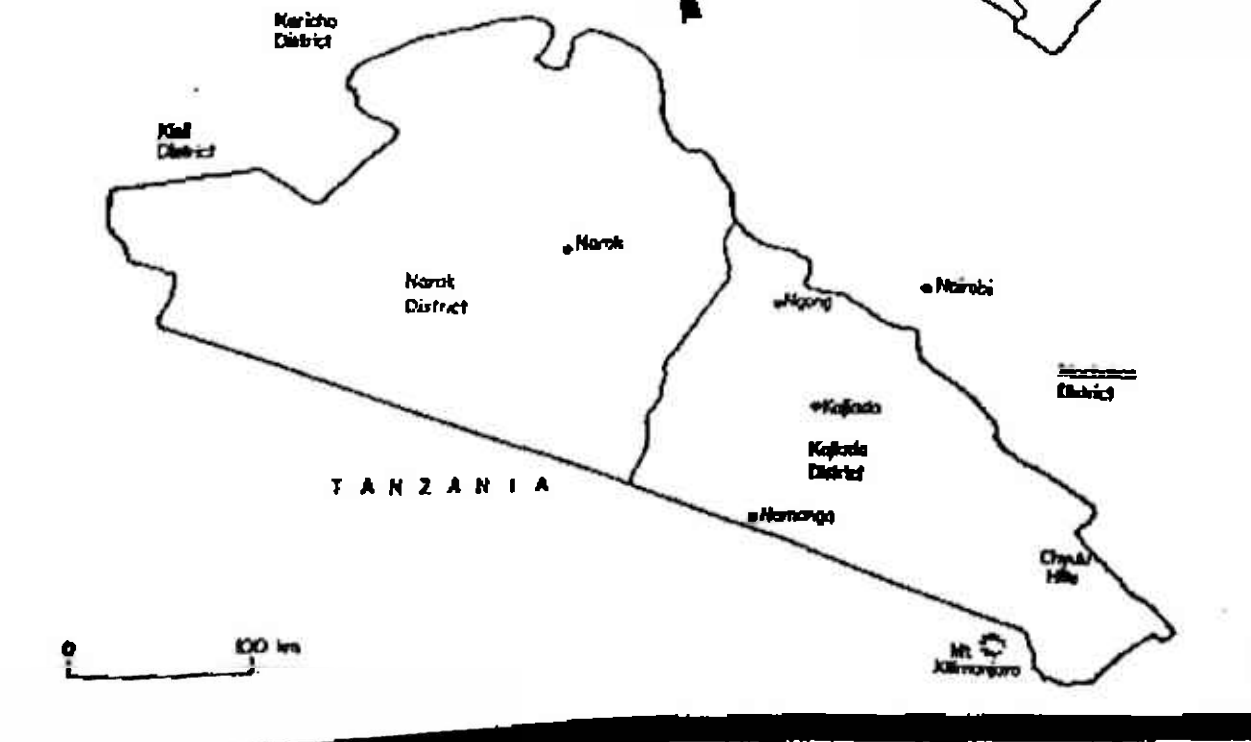 Kericho
District
Kisii
District
Narok
Narok
District
Nairobi
Ngong
District
Kajiado
Kajiado
District
TANZANIA
Namanga
Chyulu
Hills
0 100 km
Mt
Kilimanjaro